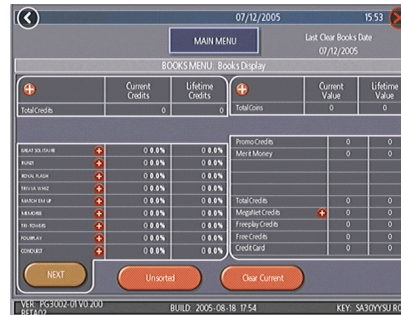 07/12/2005 15 53
MAIN MENU
Last Clear Books Date
07/12/2005
BOOKS MENU: Books Display
Current Credits Lifetime Credits Current Value Lifetime Value
Total Credits 0 0 Total Coins 0 0
Promo Credits 0 0
Merit Money 0 0
GREAT SOLITAIRE 0 0.0% 0 0.0%
RUNDI 0 0.0% 0 0.0%
ROYAL FLASH 0 0.0% 0 0.0%
TRIVIA WHIZ 0 0.0% 0 0.0%
MATCH EM UP 0 0.0% 0 0.0%
MEMOREE 0 0.0% 0 0.0%
TRI-TOWERS 0 0.0% 0 0.0%
FOURPLAY 0 0.0% 0 0.0%
CONQUEST 0 0.0% 0 0.0%
Total Credits 0 0
MegaNet Credits 0 0
Freeplay Credits 0 0
Free Credits 0 0
Credit Card 0 0
NEXT Unsorted Clear Current
VER: PG3002-01 V0.200 BETA02 BUILD: 2005-08-18 17:54 KEY: SA30YYSU R0